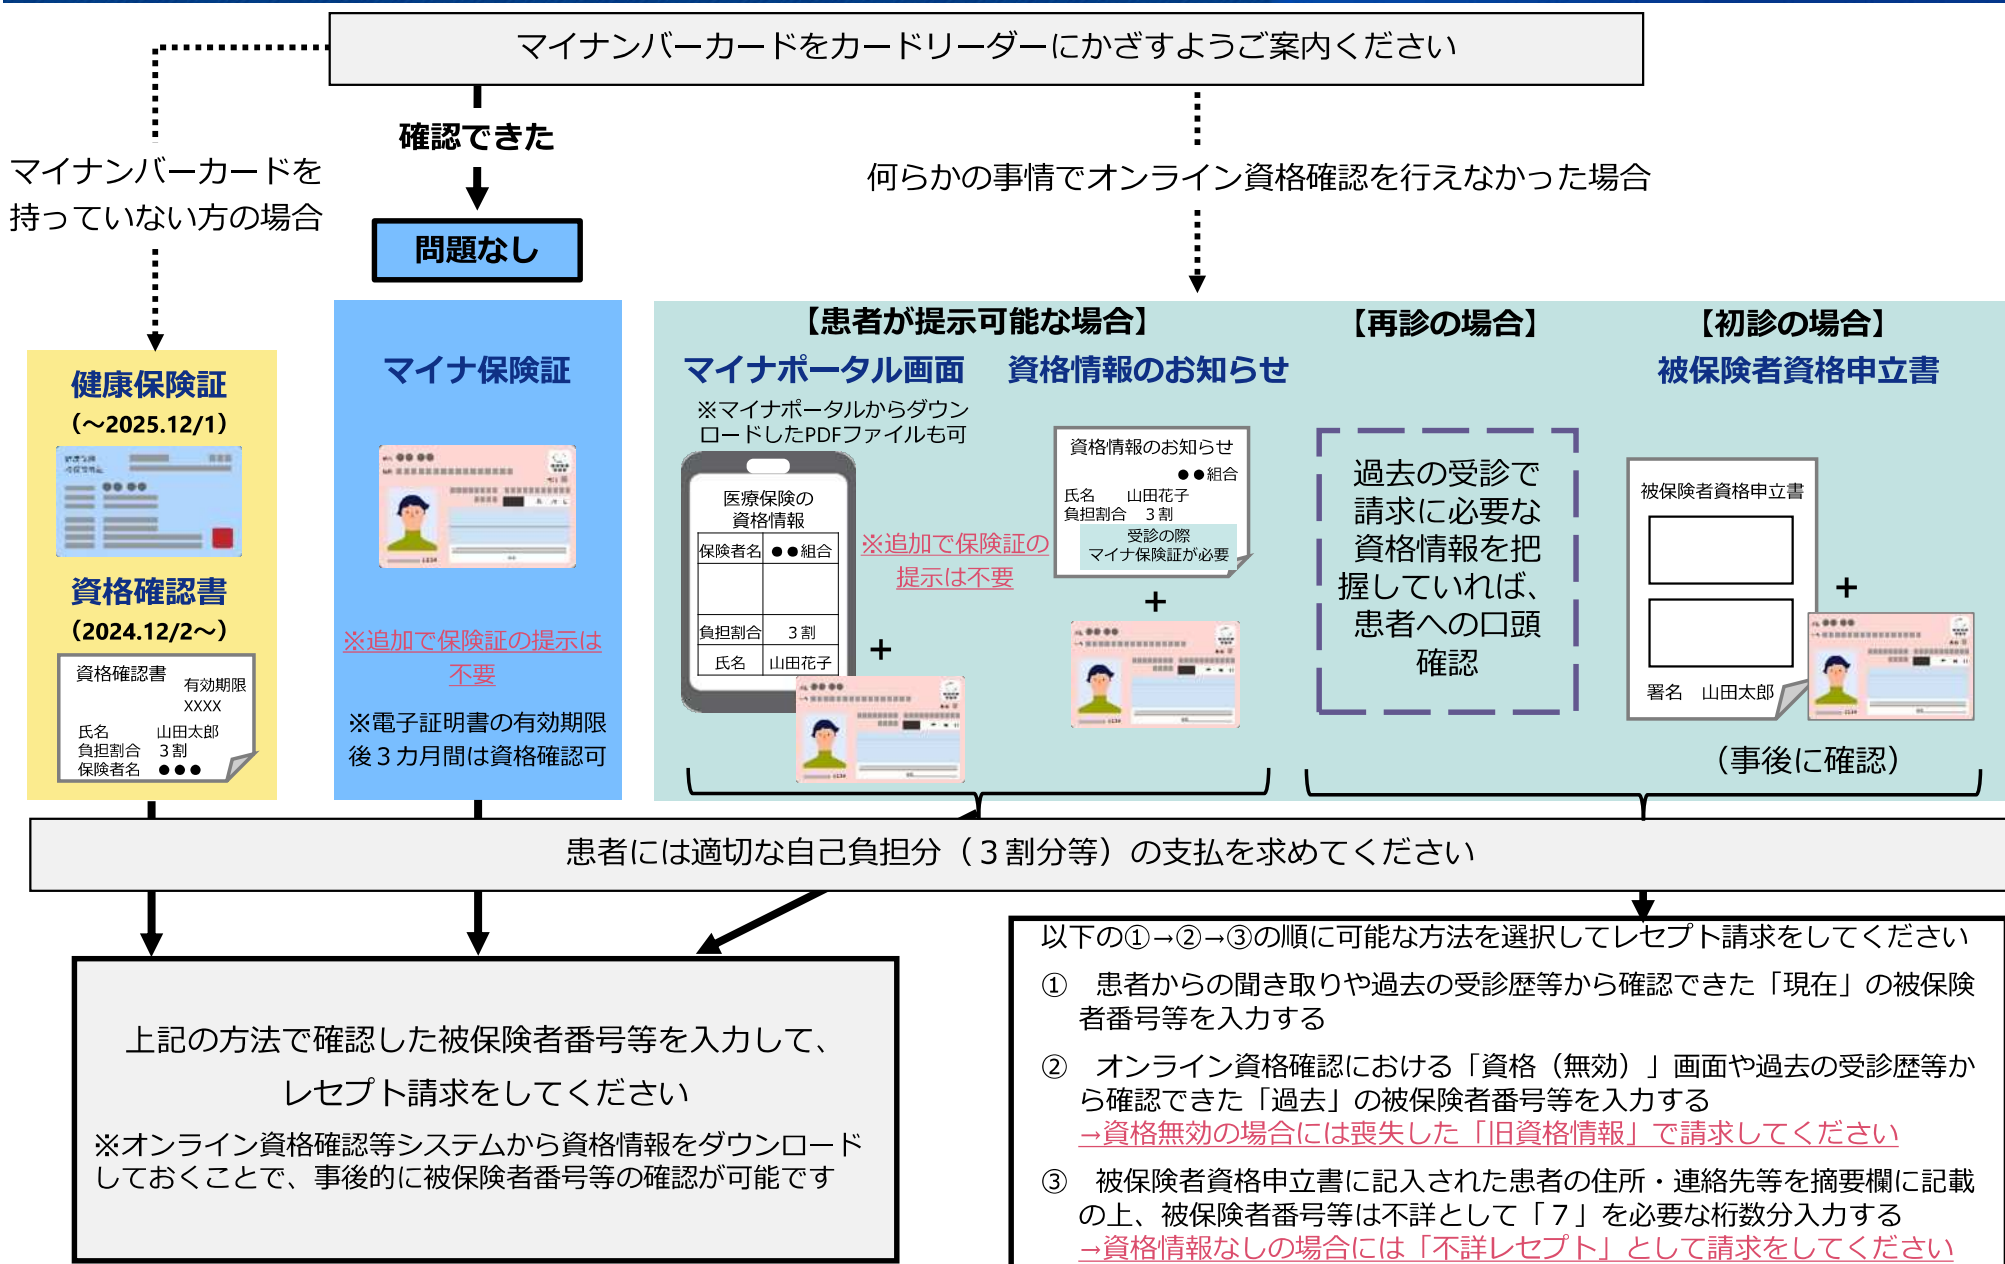 マイナンバーカードをカードリーダーにかざすようご案内ください
マイナンバーカードを
持っていない方の場合
確認できた
問題なし
何らかの事情でオンライン資格確認を行えなかった場合
健康保険証
（～2025.12/1）
資格確認書
（2024.12/2～）
資格確認書
有効期限
XXXX
氏名 山田太郎
負担割合 3割
保険者名 ●●●
マイナ保険証
※追加で保険証の提示は
不要
※電子証明書の有効期限
後３カ月間は資格確認可
【患者が提示可能な場合】
マイナポータル画面
※マイナポータルからダウン
ロードしたPDFファイルも可
医療保険の
資格情報
保険者名 ●●組合
負担割合 3割
氏名 山田花子
+
※追加で保険証の
提示は不要
資格情報のお知らせ
資格情報のお知らせ
●●組合
氏名 山田花子
負担割合 3割
受診の際
マイナ保険証が必要
+
【再診の場合】
過去の受診で
請求に必要な
資格情報を把
握していれば、
患者への口頭
確認
【初診の場合】
被保険者資格申立書
被保険者資格申立書
署名 山田太郎
+
（事後に確認）
患者には適切な自己負担分（３割分等）の支払を求めてください
上記の方法で確認した被保険者番号等を入力して、
レセプト請求をしてください
※オンライン資格確認等システムから資格情報をダウンロード
しておくことで、事後的に被保険者番号等の確認が可能です
以下の①→②→③の順に可能な方法を選択してレセプト請求をしてください
① 患者からの聞き取りや過去の受診歴等から確認できた「現在」の被保険
者番号等を入力する
② オンライン資格確認における「資格（無効）」画面や過去の受診歴等か
ら確認できた「過去」の被保険者番号等を入力する
→資格無効の場合には喪失した「旧資格情報」で請求してください
③ 被保険者資格申立書に記入された患者の住所・連絡先等を摘要欄に記載
の上、被保険者番号等は不詳として「７」を必要な桁数分入力する
→資格情報なしの場合には「不詳レセプト」として請求をしてください